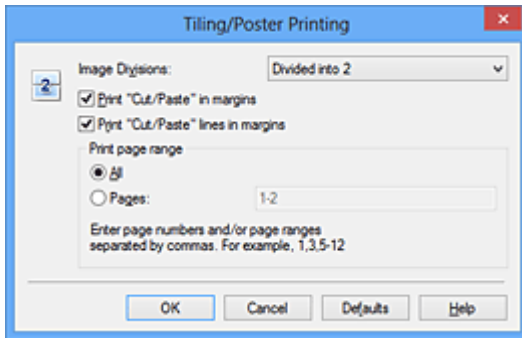 Tiling/Poster Printing
Image Divisions: Divided into 2
2
Print "Cut/Paste" in margins
Print "Cut/Paste" lines in margins
Print page range
All
Pages: 1-2
Enter page numbers and/or page ranges
separated by commas. For example, 1,3,5-12
OK Cancel Defaults Help